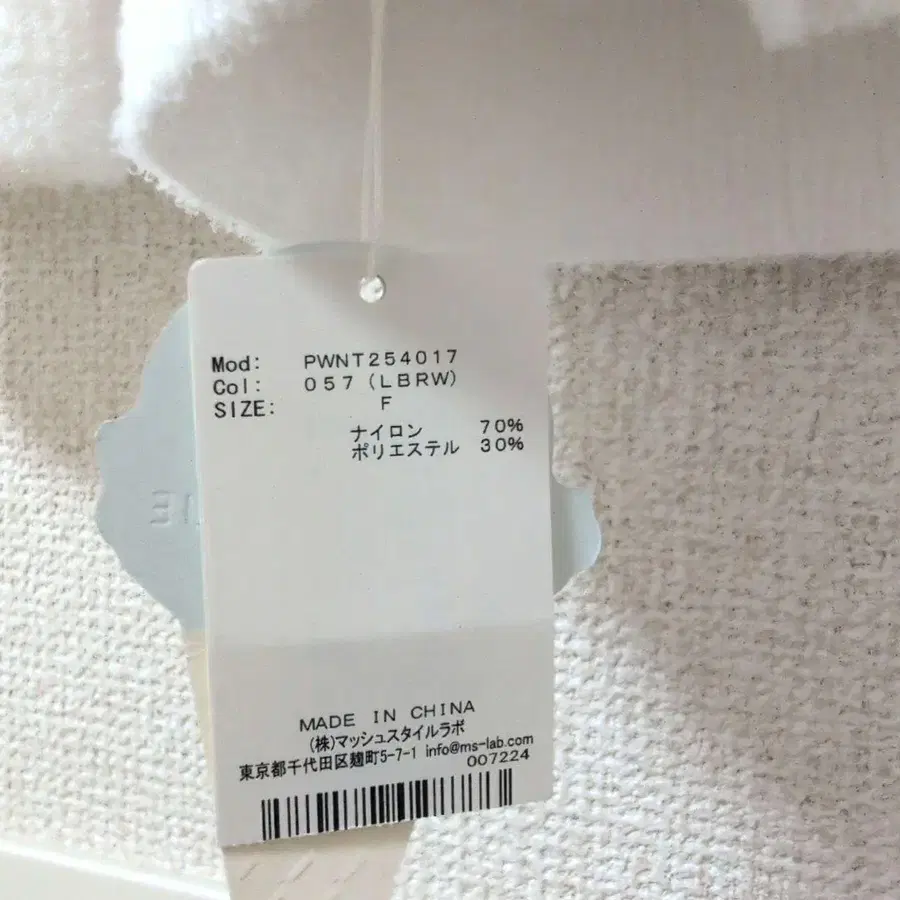 Mod: PWNT254017
Col: 057 (LBRW)
SIZE: F
ナイロン 70%
ポリエステル 30%
MADE IN CHINA
(株)マッシュスタイルラボ
東京都千代田区麹町5-7-1 info@ms-lab.com
007224